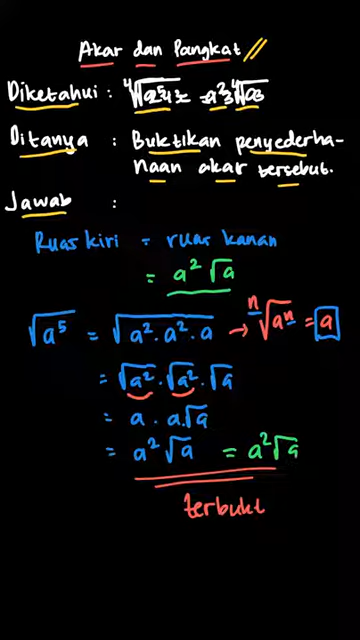 Akar dan Pangkat //
Diketahui :
Ditanya : Buktikan penyederha-
naan akar tersebut.
Jawab :
Ruas kiri = ruas kanan
= a² √a
√a⁵ = √a² . a² . a → ⁿ√aⁿ = a
= √a² . √a² . √a
= a . a √a
= a² √a = a² √a
terbukt